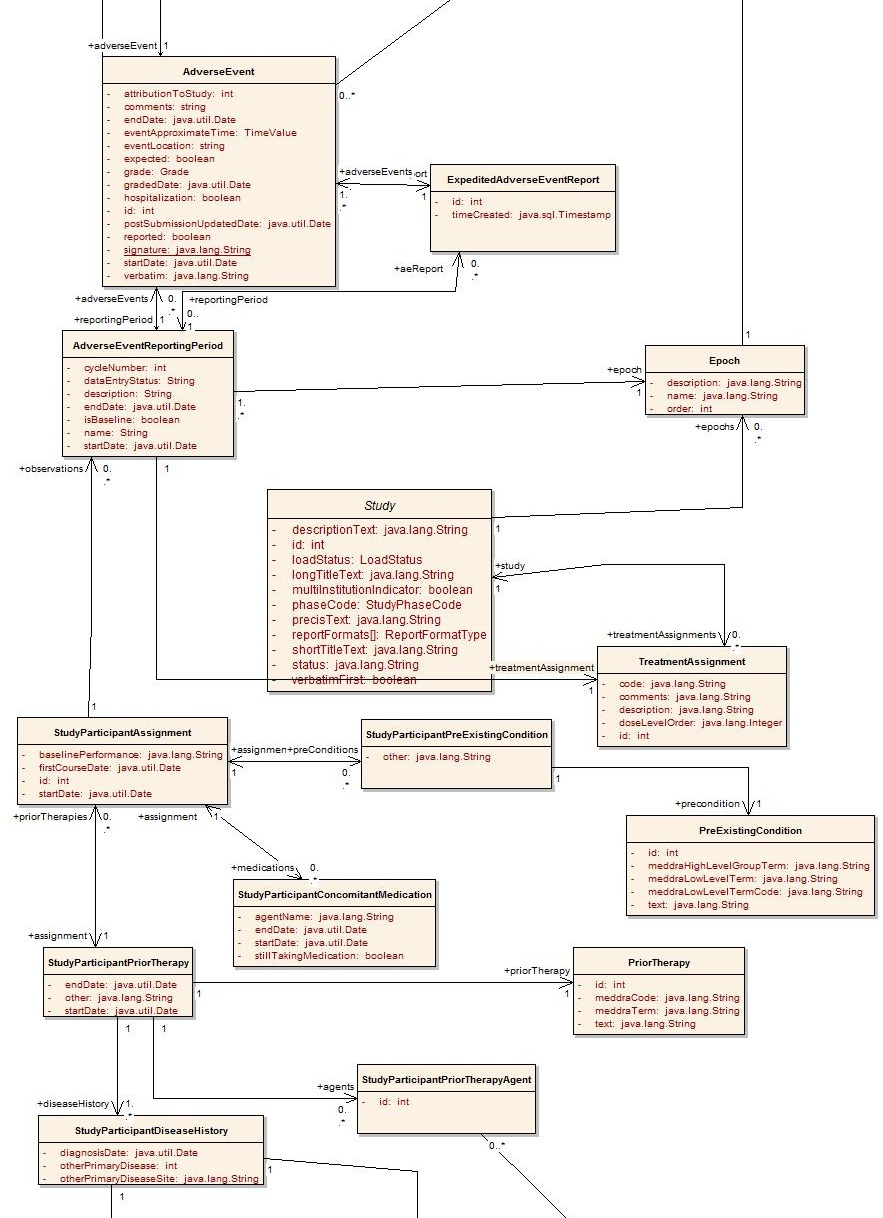 +adverseEvent 1
AdverseEvent
- attributionToStudy: int
- comments: string
- endDate: java.util.Date
- eventApproximateTime: TimeValue
- eventLocation: string
- expected: boolean
- grade: Grade
- gradedDate: java.util.Date
- hospitalization: boolean
- id: int
- postSubmissionUpdatedDate: java.util.Date
- reported: boolean
- signature: java.lang.String
- startDate: java.util.Date
- verbatim: java.lang.String
0..*
+adverseEvents ort
1.
.*
1
ExpeditedAdverseEventReport
- id: int
- timeCreated: java.sql.Timestamp
+aeReport
0.
.*
+adverseEvents
0.
.*
+reportingPeriod
+reportingPeriod 1
0..
1
AdverseEventReportingPeriod
- cycleNumber: int
- dataEntryStatus: String
- description: String
- endDate: java.util.Date
- isBaseline: boolean
- name: String
- startDate: java.util.Date
1.
.*
+epoch
1
1
Epoch
- description: java.lang.String
- name: java.lang.String
- order: int
+epochs
0.
.*
+observations
0.
.*
1
Study
- descriptionText: java.lang.String
- id: int
- loadStatus: LoadStatus
- longTitleText: java.lang.String
- multiInstitutionIndicator: boolean
- phaseCode: StudyPhaseCode
- precisText: java.lang.String
- reportFormats[]: ReportFormatType
- shortTitleText: java.lang.String
- status: java.lang.String
- verbatimFirst: boolean
1
+study
1
+treatmentAssignments
0.
.*
+treatmentAssignment
1
TreatmentAssignment
- code: java.lang.String
- comments: java.lang.String
- description: java.lang.String
- doseLevelOrder: java.lang.Integer
- id: int
1
StudyParticipantAssignment
- baselinePerformance: java.lang.String
- firstCourseDate: java.util.Date
- id: int
- startDate: java.util.Date
+assignmen+preConditions
1
0.
.*
StudyParticipantPreExistingCondition
- other: java.lang.String
1
+precondition 1
PreExistingCondition
- id: int
- meddraHighLevelGroupTerm: java.lang.String
- meddraLowLevelTerm: java.lang.String
- meddraLowLevelTermCode: java.lang.String
- text: java.lang.String
+priorTherapies
0.
.*
+assignment 1
+medications
0.
.*
StudyParticipantConcomitantMedication
- agentName: java.lang.String
- endDate: java.util.Date
- startDate: java.util.Date
- stillTakingMedication: boolean
+assignment 1
StudyParticipantPriorTherapy
- endDate: java.util.Date
- other: java.lang.String
- startDate: java.util.Date
1
+priorTherapy
1
PriorTherapy
- id: int
- meddraCode: java.lang.String
- meddraTerm: java.lang.String
- text: java.lang.String
1
1
+agents
0.
.*
StudyParticipantPriorTherapyAgent
- id: int
0..*
+diseaseHistory
1.
.*
StudyParticipantDiseaseHistory
- diagnosisDate: java.util.Date
- otherPrimaryDisease: int
- otherPrimaryDiseaseSite: java.lang.String
1
1